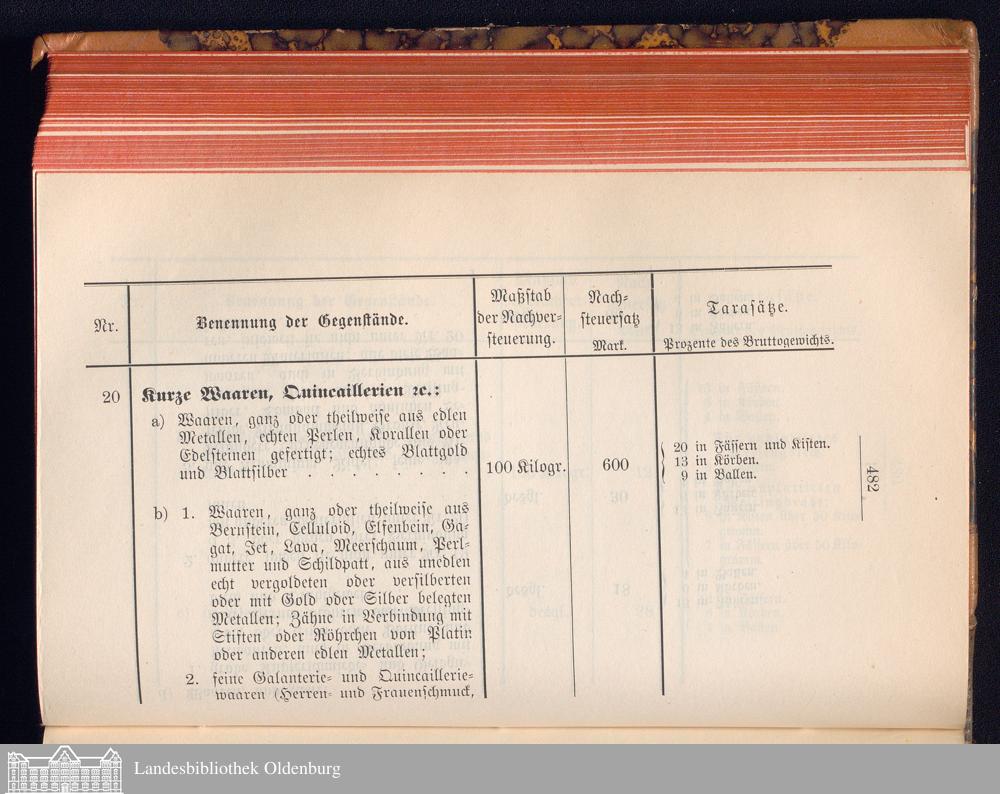 Nr.
Benennung der Gegenstände.
Maßstab
der Nachver-
steuerung.
Nach-
steuersatz
Mark.
Tarasätze.
Prozente des Bruttogewichts.
20
Kurze Waaren, Quincaillerien ꝛc.:
a) Waaren, ganz oder theilweise aus edlen
Metallen, echten Perlen, Korallen oder
Edelsteinen gefertigt; echtes Blattgold
und Blattsilber . . . . . . .
100 Kilogr.
600
20 in Fässern und Kisten.
13 in Körben.
9 in Ballen.
482
b) 1. Waaren, ganz oder theilweise aus
Bernstein, Celluloid, Elfenbein, Ga-
gat, Jet, Lava, Meerschaum, Perl-
mutter und Schildpatt, aus unedlen
echt vergoldeten oder versilberten
oder mit Gold oder Silber belegten
Metallen; Zähne in Verbindung mit
Stiften oder Röhrchen von Platin
oder anderen edlen Metallen;
2. feine Galanterie- und Quincaillerie-
waaren (Herren- und Frauenschmuck,
Landesbibliothek Oldenburg